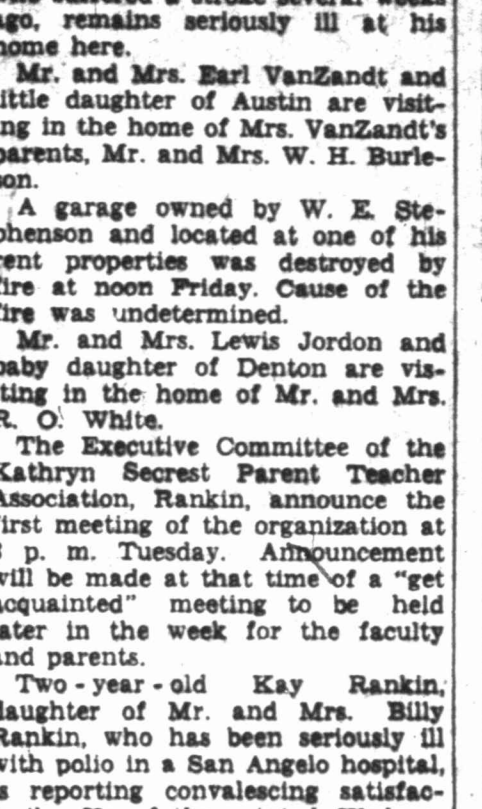 ago, remains seriously ill at his
home here.
Mr. and Mrs. Earl VanZandt and
little daughter of Austin are visit-
ing in the home of Mrs. VanZandt's
parents, Mr. and Mrs. W. H. Burle-
son.
A garage owned by W. E. Ste-
phenson and located at one of his
rent properties was destroyed by
fire at noon Friday. Cause of the
fire was undetermined.
Mr. and Mrs. Lewis Jordon and
baby daughter of Denton are vis-
iting in the home of Mr. and Mrs.
R. O. White.
The Executive Committee of the
Kathryn Secrest Parent Teacher
Association, Rankin, announce the
first meeting of the organization at
p. m. Tuesday. Announcement
will be made at that time of a "get
acquainted" meeting to be held
later in the week for the faculty
and parents.
Two-year-old Kay Rankin,
daughter of Mr. and Mrs. Billy
Rankin, who has been seriously ill
with polio in a San Angelo hospital,
is reporting convalescing satisfac-